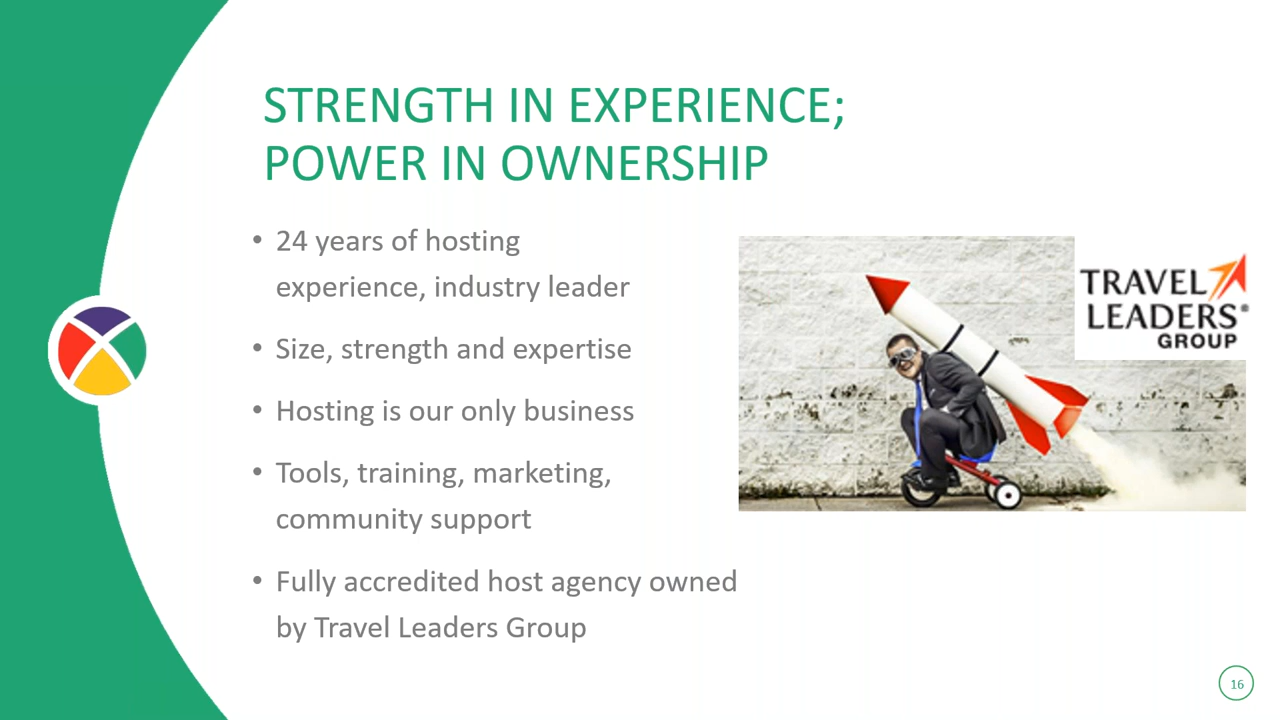 STRENGTH IN EXPERIENCE;
POWER IN OWNERSHIP
• 24 years of hosting
experience, industry leader
• Size, strength and expertise
• Hosting is our only business
• Tools, training, marketing,
community support
• Fully accredited host agency owned
by Travel Leaders Group
TRAVEL
LEADERS®
GROUP
16